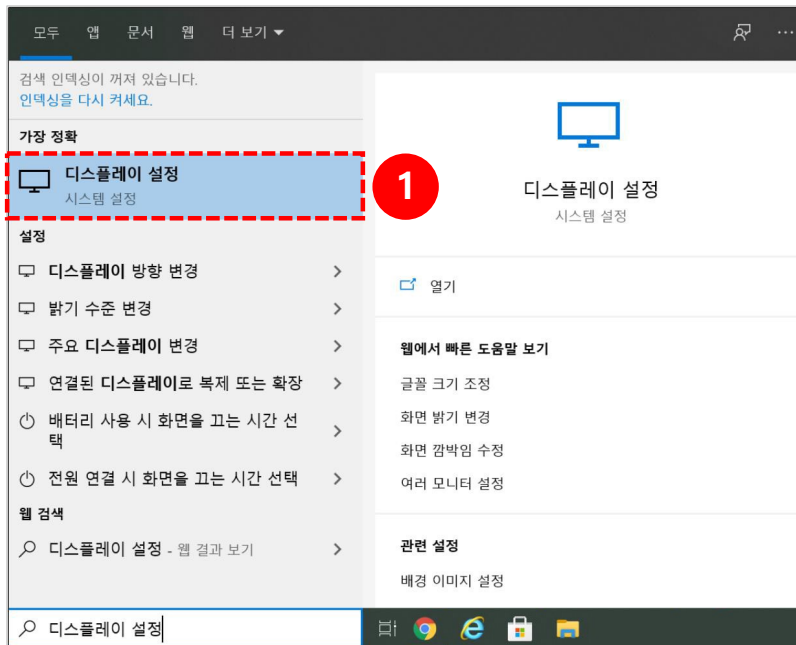 모두 앱 문서 웹 더 보기
검색 인덱싱이 꺼져 있습니다.
인덱싱을 다시 켜세요.
가장 정확
디스플레이 설정
시스템 설정
1
설정
디스플레이 방향 변경
밝기 수준 변경
주요 디스플레이 변경
연결된 디스플레이로 복제 또는 확장
배터리 사용 시 화면을 끄는 시간 선
택
전원 연결 시 화면을 끄는 시간 선택
웹 검색
디스플레이 설정 - 웹 결과 보기
디스플레이 설정
디스플레이 설정
시스템 설정
열기
웹에서 빠른 도움말 보기
글꼴 크기 조정
화면 밝기 변경
화면 깜박임 수정
여러 모니터 설정
관련 설정
배경 이미지 설정